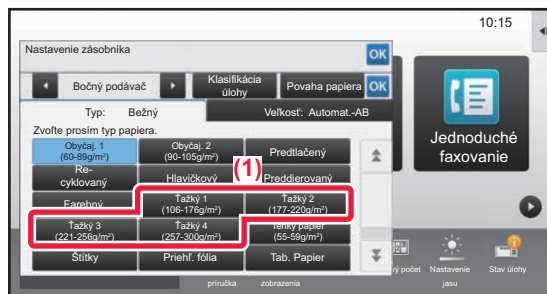 10:15
Nastavenie zásobníka
OK
Bočný podávač
Klasifikácia
úlohy
Povaha papiera
OK
Typ: Bežný
Veľkosť: Automat.-AB
Zvoľte prosím typ papiera.
Obyčaj. 1
(60-89g/m²)
Obyčaj. 2
(90-105g/m²)
Predtlačený
Re-
cyklovaný
Hlavičkový
(1)
Preddierovaný
Farebný
Ťažký 1
(106-176g/m²)
Ťažký 2
(177-220g/m²)
Ťažký 3
(221-256g/m²)
Ťažký 4
(257-300g/m²)
Tenký papier
(55-59g/m²)
Štítky
Priehľ. fólia
Tab. Papier
Jednoduché
faxovanie
vý počet
Nastavenie
jasu
Stav úlohy
príručka
zobrazenia